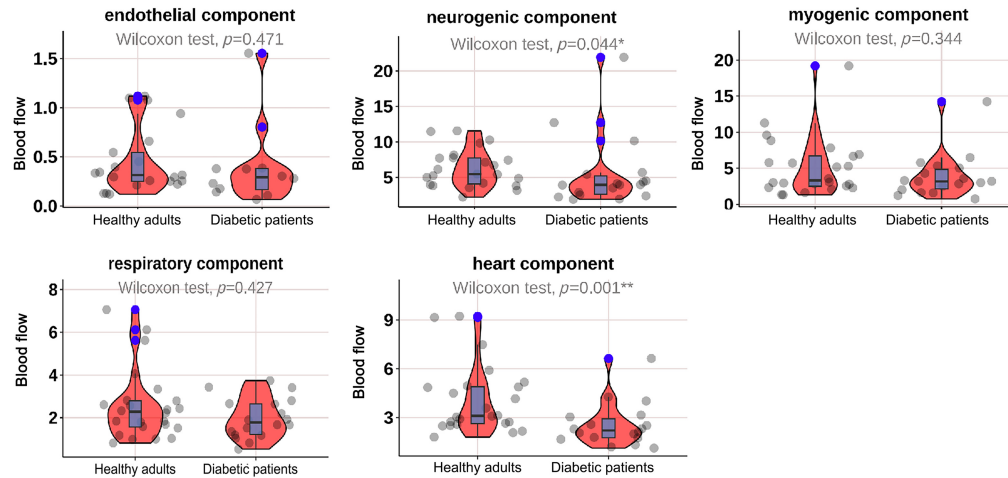 endothelial component
Wilcoxon test, p=0.471
Blood flow
1.5
1.0
0.5
0.0
Healthy adults
Diabetic patients
neurogenic component
Wilcoxon test, p=0.044*
Blood flow
20
15
10
5
Healthy adults
Diabetic patients
myogenic component
Wilcoxon test, p=0.344
Blood flow
20
15
10
5
0
Healthy adults
Diabetic patients
respiratory component
Wilcoxon test, p=0.427
Blood flow
8
6
4
2
Healthy adults
Diabetic patients
heart component
Wilcoxon test, p=0.001**
Blood flow
9
6
3
Healthy adults
Diabetic patients